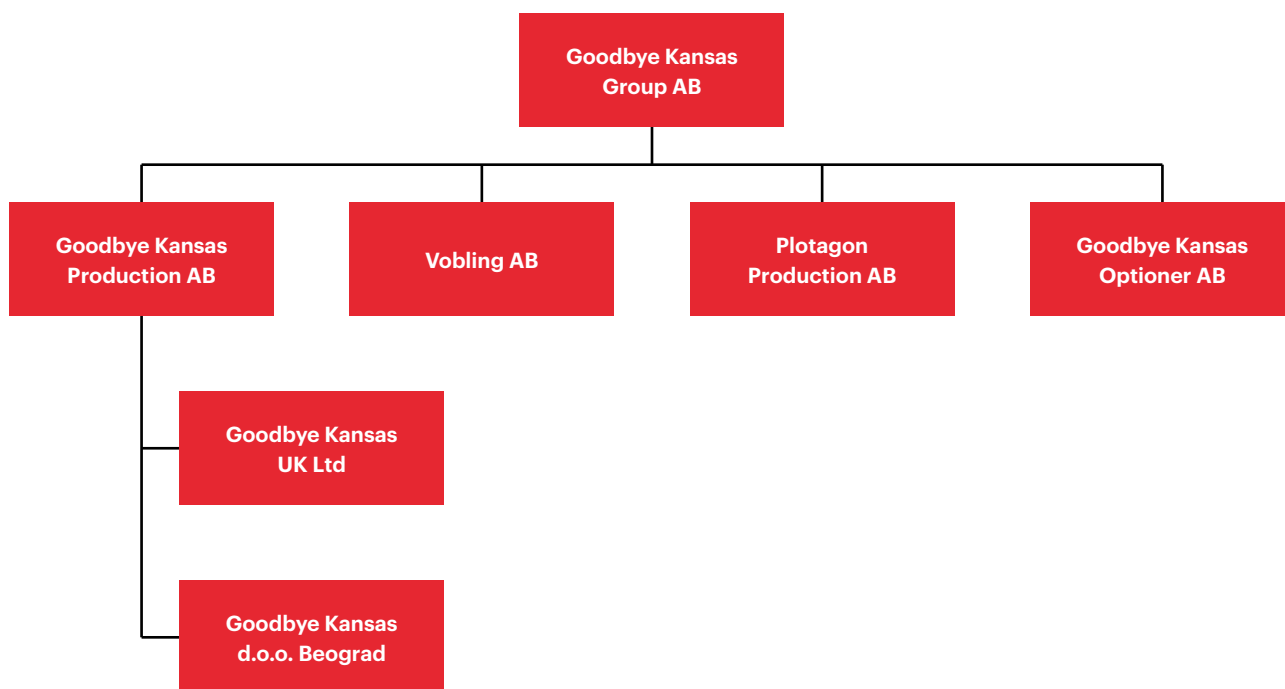 Goodbye Kansas
Group AB
Goodbye Kansas
Production AB
Vobling AB
Plotagon
Production AB
Goodbye Kansas
Optioner AB
Goodbye Kansas
UK Ltd
Goodbye Kansas
d.o.o. Beograd